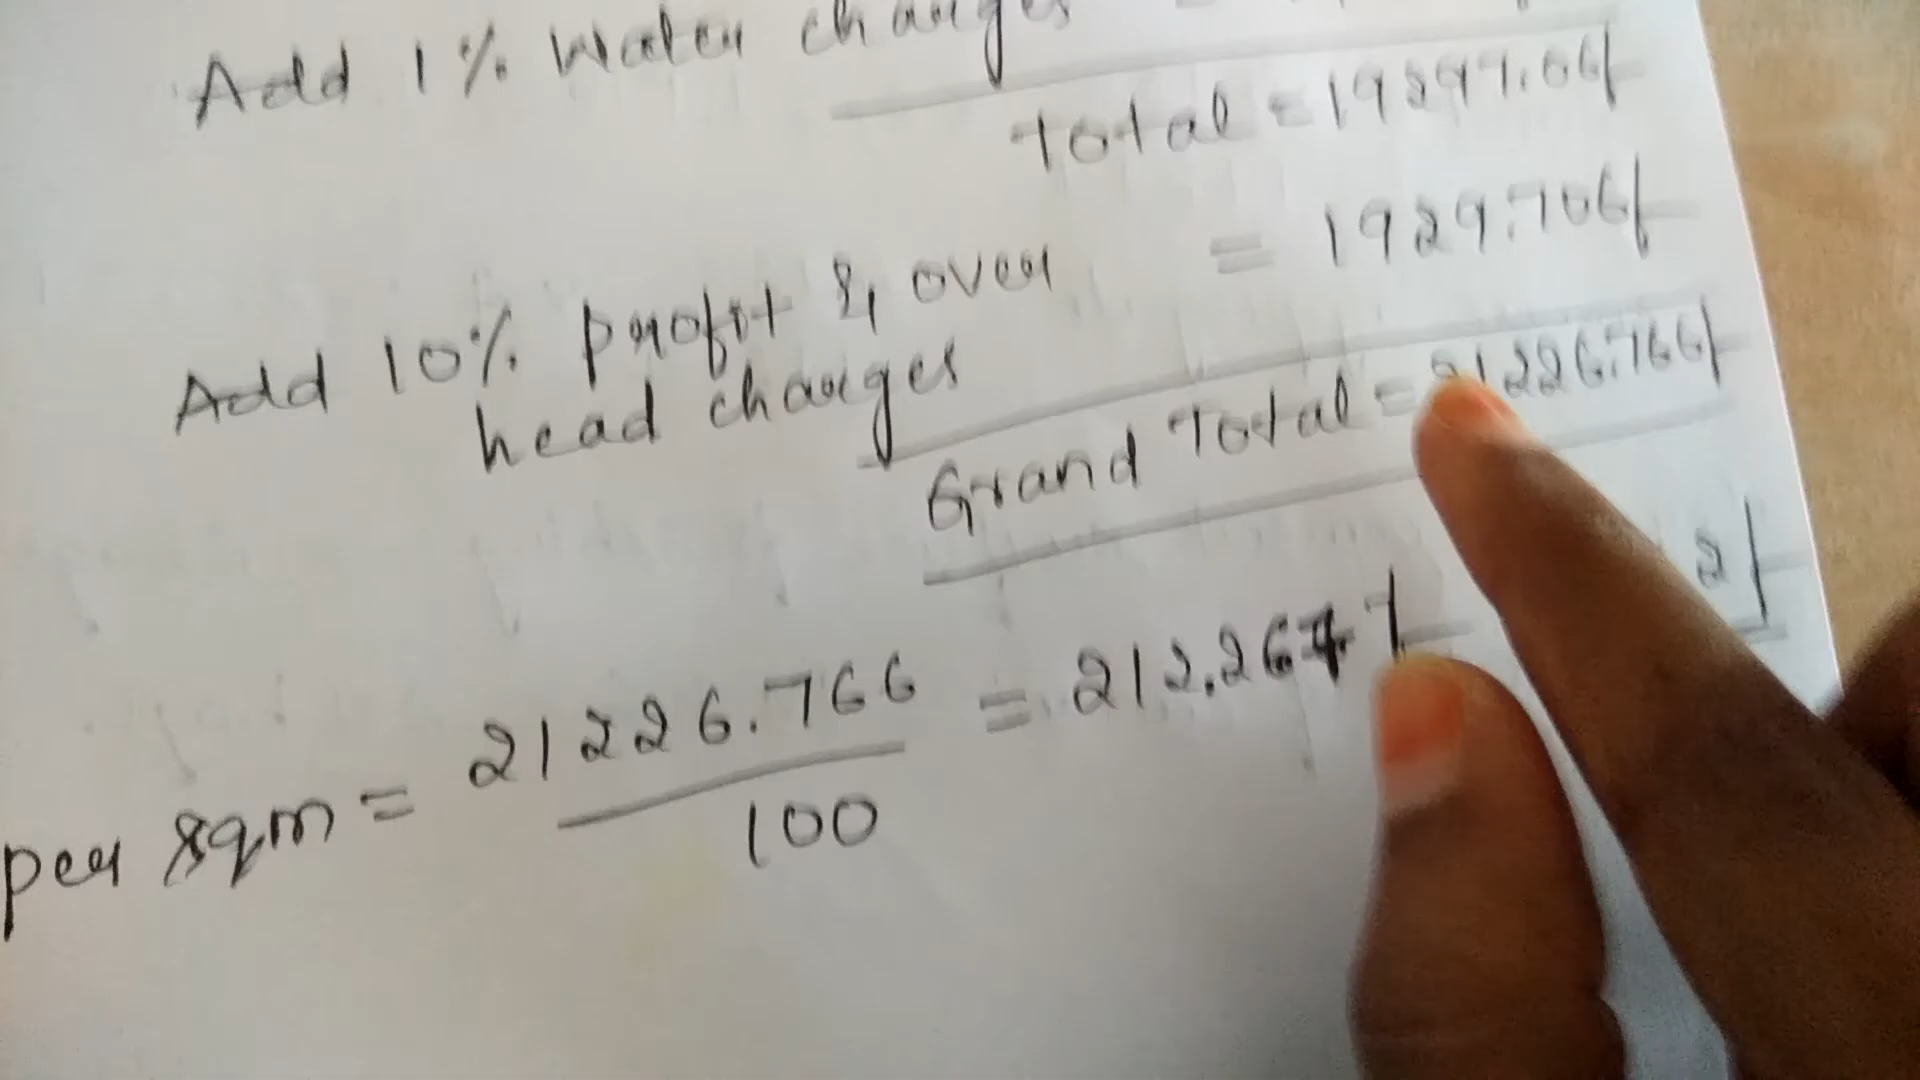 Add 1% Water charges =
Total = 19297.06/-
Add 10% profit & over = 1929.706/-
head charges
Grand Total = 21226.766/-
2/-
per sqm = 21226.766 / 100 = 212.267/-